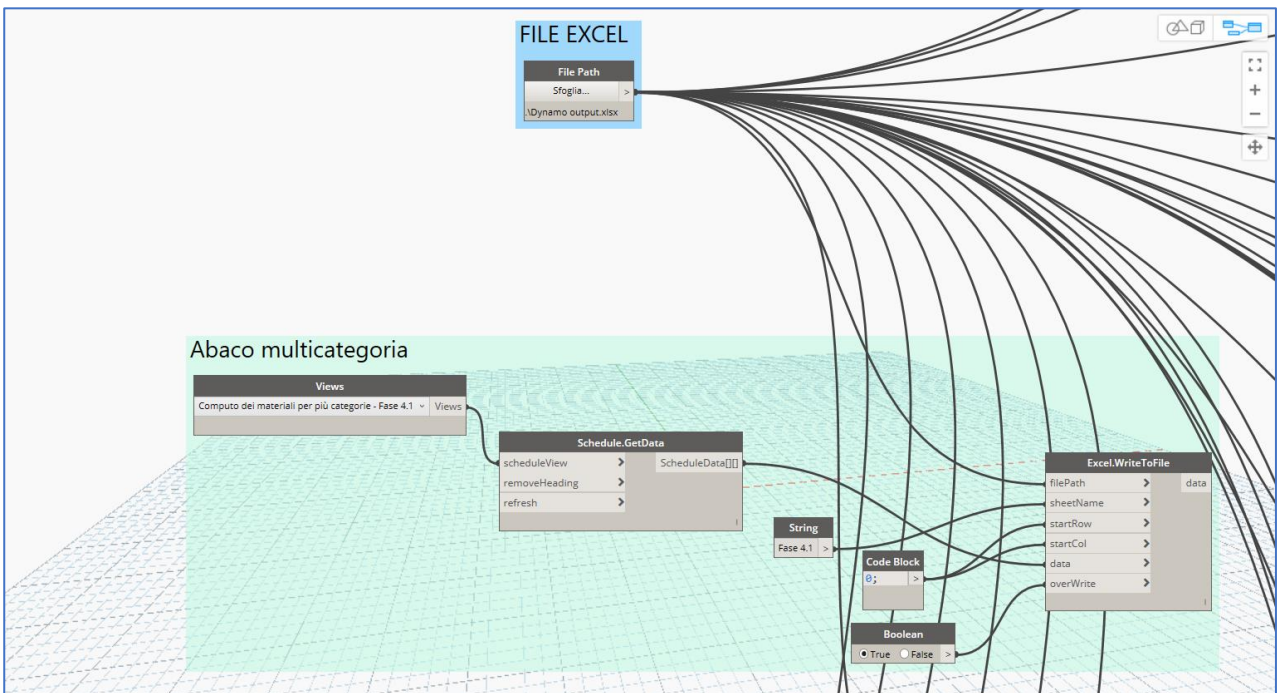 FILE EXCEL
File Path
Sfoglia... >
.\Dynamo output.xlsx
Abaco multicategoria
Views
Computo dei materiali per più categorie - Fase 4.1 Views
Schedule.GetData
scheduleView > ScheduleData[][]
removeHeading >
refresh >
String
Fase 4.1 >
Code Block
0; >
Boolean
True False >
Excel.WriteToFile
filePath > data
sheetName >
startRow >
startCol >
data >
overWrite >